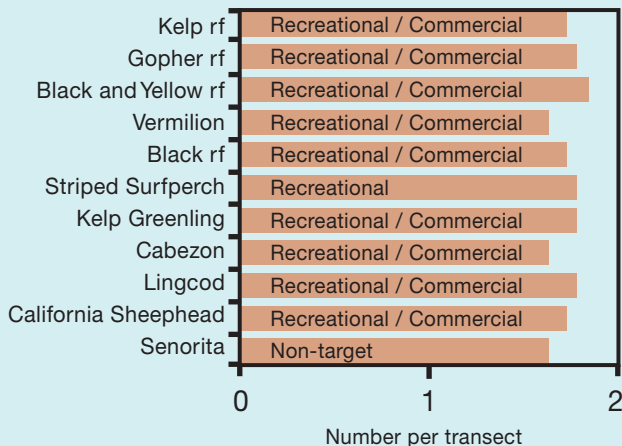 Kelp rf Recreational / Commercial
Gopher rf Recreational / Commercial
Black and Yellow rf Recreational / Commercial
Vermilion Recreational / Commercial
Black rf Recreational / Commercial
Striped Surfperch Recreational
Kelp Greenling Recreational / Commercial
Cabezon Recreational / Commercial
Lingcod Recreational / Commercial
California Sheephead Recreational / Commercial
Senorita Non-target
0 1 2
Number per transect